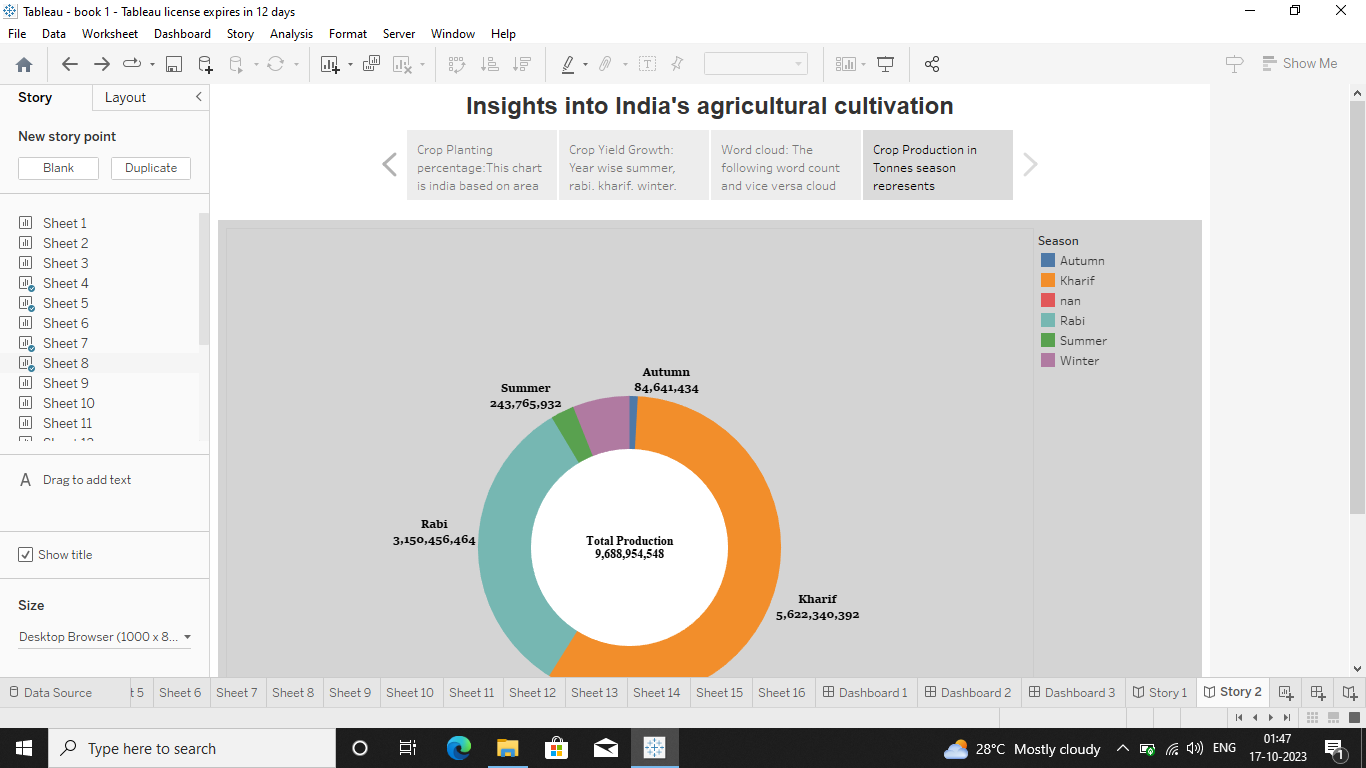 Tableau - book 1 - Tableau license expires in 12 days
File Data Worksheet Dashboard Story Analysis Format Server Window Help
Show Me
Story Layout
New story point
Blank Duplicate
Sheet 1
Sheet 2
Sheet 3
Sheet 4
Sheet 5
Sheet 6
Sheet 7
Sheet 8
Sheet 9
Sheet 10
Sheet 11
A Drag to add text
Show title
Size
Desktop Browser (1000 x 8...
Insights into India's agricultural cultivation
Crop Planting
percentage:This chart
is india based on area
Crop Yield Growth:
Year wise summer,
rabi. kharif. winter.
Word cloud: The
following word count
and vice versa cloud
Crop Production in
Tonnes season
represents
Season
Autumn
Kharif
nan
Rabi
Summer
Winter
Autumn
84,641,434
Summer
243,765,932
Rabi
3,150,456,464
Total Production
9,688,954,548
Kharif
5,622,340,392
Data Source t 5 Sheet 6 Sheet 7 Sheet 8 Sheet 9 Sheet 10 Sheet 11 Sheet 12 Sheet 13 Sheet 14 Sheet 15 Sheet 16 Dashboard 1 Dashboard 2 Dashboard 3 Story 1 Story 2
Type here to search
28°C Mostly cloudy
ENG
01:47
17-10-2023
1